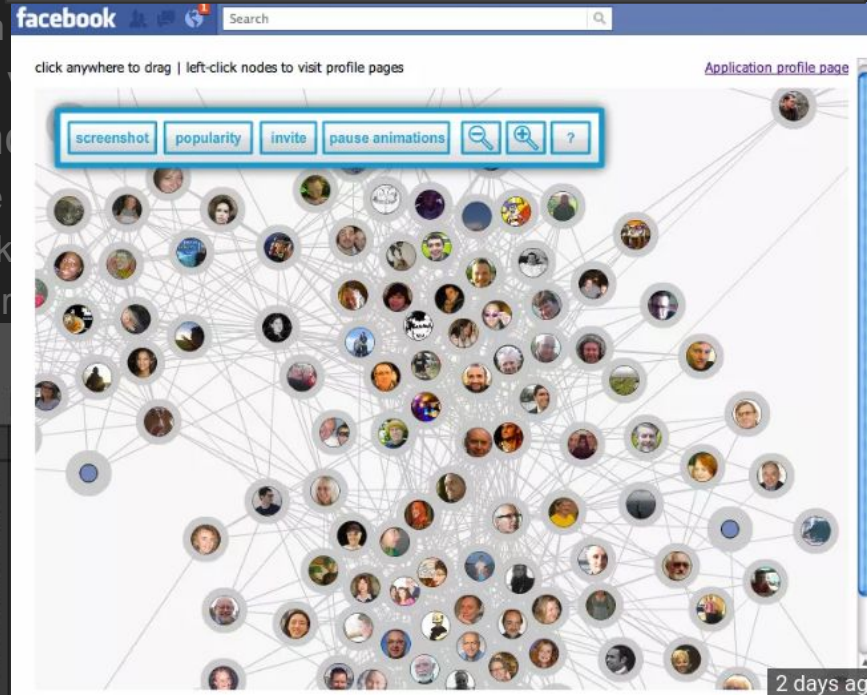 facebook
1
Search
click anywhere to drag | left-click nodes to visit profile pages
Application profile page
screenshot
popularity
invite
pause animations
?
2 days ag